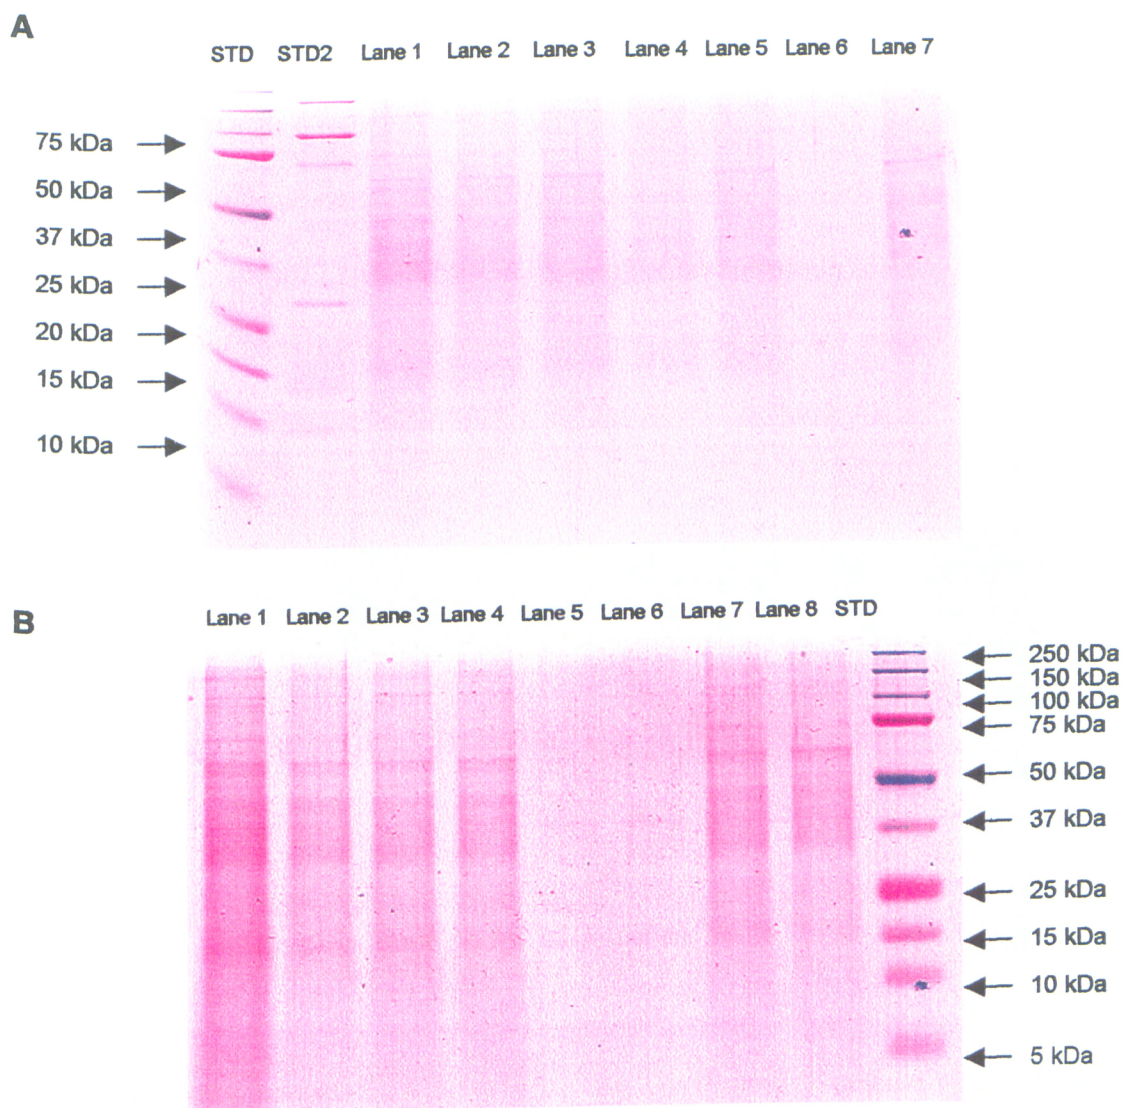 A
STD STD2 Lane 1 Lane 2 Lane 3 Lane 4 Lane 5 Lane 6 Lane 7
75 kDa
50 kDa
37 kDa
25 kDa
20 kDa
15 kDa
10 kDa
B
Lane 1 Lane 2 Lane 3 Lane 4 Lane 5 Lane 6 Lane 7 Lane 8 STD
250 kDa
150 kDa
100 kDa
75 kDa
50 kDa
37 kDa
25 kDa
15 kDa
10 kDa
5 kDa